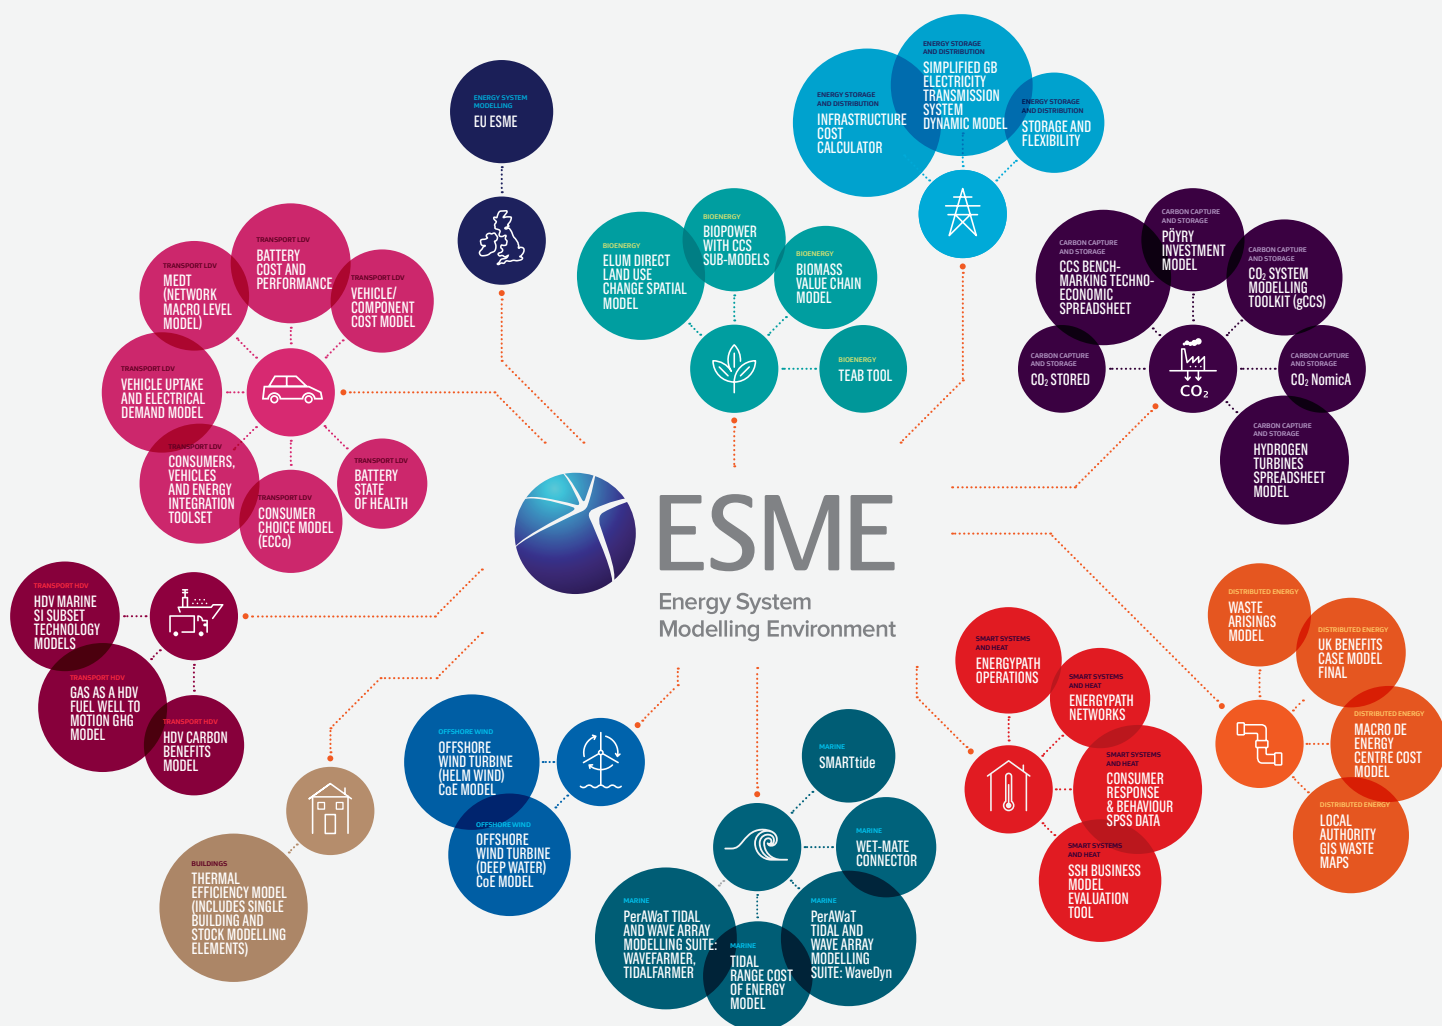 ENERGY SYSTEM
MODELLING
EU ESME
ENERGY STORAGE
AND DISTRIBUTION
INFRASTRUCTURE
COST
CALCULATOR
ENERGY STORAGE
AND DISTRIBUTION
SIMPLIFIED GB
ELECTRICITY
TRANSMISSION
SYSTEM
DYNAMIC MODEL
ENERGY STORAGE
AND DISTRIBUTION
STORAGE AND
FLEXIBILITY
TRANSPORT LDV
MEDT
(NETWORK
MACRO LEVEL
MODEL)
TRANSPORT LDV
BATTERY
COST AND
PERFORMANCE
TRANSPORT LDV
VEHICLE/
COMPONENT
COST MODEL
TRANSPORT LDV
VEHICLE UPTAKE
AND ELECTRICAL
DEMAND MODEL
TRANSPORT LDV
CONSUMERS,
VEHICLES
AND ENERGY
INTEGRATION
TOOLSET
TRANSPORT LDV
CONSUMER
CHOICE MODEL
(ECCo)
TRANSPORT LDV
BATTERY
STATE
OF HEALTH
BIOENERGY
ELUM DIRECT
LAND USE
CHANGE SPATIAL
MODEL
BIOENERGY
BIOPOWER
WITH CCS
SUB-MODELS
BIOENERGY
BIOMASS
VALUE CHAIN
MODEL
BIOENERGY
TEAB TOOL
CARBON CAPTURE
AND STORAGE
CCS BENCH-
MARKING TECHNO-
ECONOMIC
SPREADSHEET
CARBON CAPTURE
AND STORAGE
PÖYRY
INVESTMENT
MODEL
CARBON CAPTURE
AND STORAGE
CO₂ SYSTEM
MODELLING
TOOLKIT (gCCS)
CARBON CAPTURE
AND STORAGE
CO₂ STORED
CO₂
CARBON CAPTURE
AND STORAGE
CO₂ NomicA
CARBON CAPTURE
AND STORAGE
HYDROGEN
TURBINES
SPREADSHEET
MODEL
ESME
Energy System
Modelling Environment
TRANSPORT HDV
HDV MARINE
SI SUBSET
TECHNOLOGY
MODELS
TRANSPORT HDV
GAS AS A HDV
FUEL WELL TO
MOTION GHG
MODEL
TRANSPORT HDV
HDV CARBON
BENEFITS
MODEL
BUILDINGS
THERMAL
EFFICIENCY MODEL
(INCLUDES SINGLE
BUILDING AND
STOCK MODELLING
ELEMENTS)
OFFSHORE WIND
OFFSHORE
WIND TURBINE
(HELM WIND)
CoE MODEL
OFFSHORE WIND
OFFSHORE
WIND TURBINE
(DEEP WATER)
CoE MODEL
MARINE
SMARTtide
MARINE
WET-MATE
CONNECTOR
MARINE
PerAWaT TIDAL
AND WAVE ARRAY
MODELLING SUITE:
WAVEFARMER,
TIDALFARMER
MARINE
TIDAL
RANGE COST
OF ENERGY
MODEL
MARINE
PerAWaT
TIDAL AND
WAVE ARRAY
MODELLING
SUITE: WaveDyn
SMART SYSTEMS
AND HEAT
ENERGYPATH
OPERATIONS
SMART SYSTEMS
AND HEAT
ENERGYPATH
NETWORKS
SMART SYSTEMS
AND HEAT
CONSUMER
RESPONSE
& BEHAVIOUR
SPSS DATA
SMART SYSTEMS
AND HEAT
SSH BUSINESS
MODEL
EVALUATION
TOOL
DISTRIBUTED ENERGY
WASTE
ARISINGS
MODEL
DISTRIBUTED ENERGY
UK BENEFITS
CASE MODEL
FINAL
DISTRIBUTED ENERGY
MACRO DE
ENERGY
CENTRE COST
MODEL
DISTRIBUTED ENERGY
LOCAL
AUTHORITY
GIS WASTE
MAPS